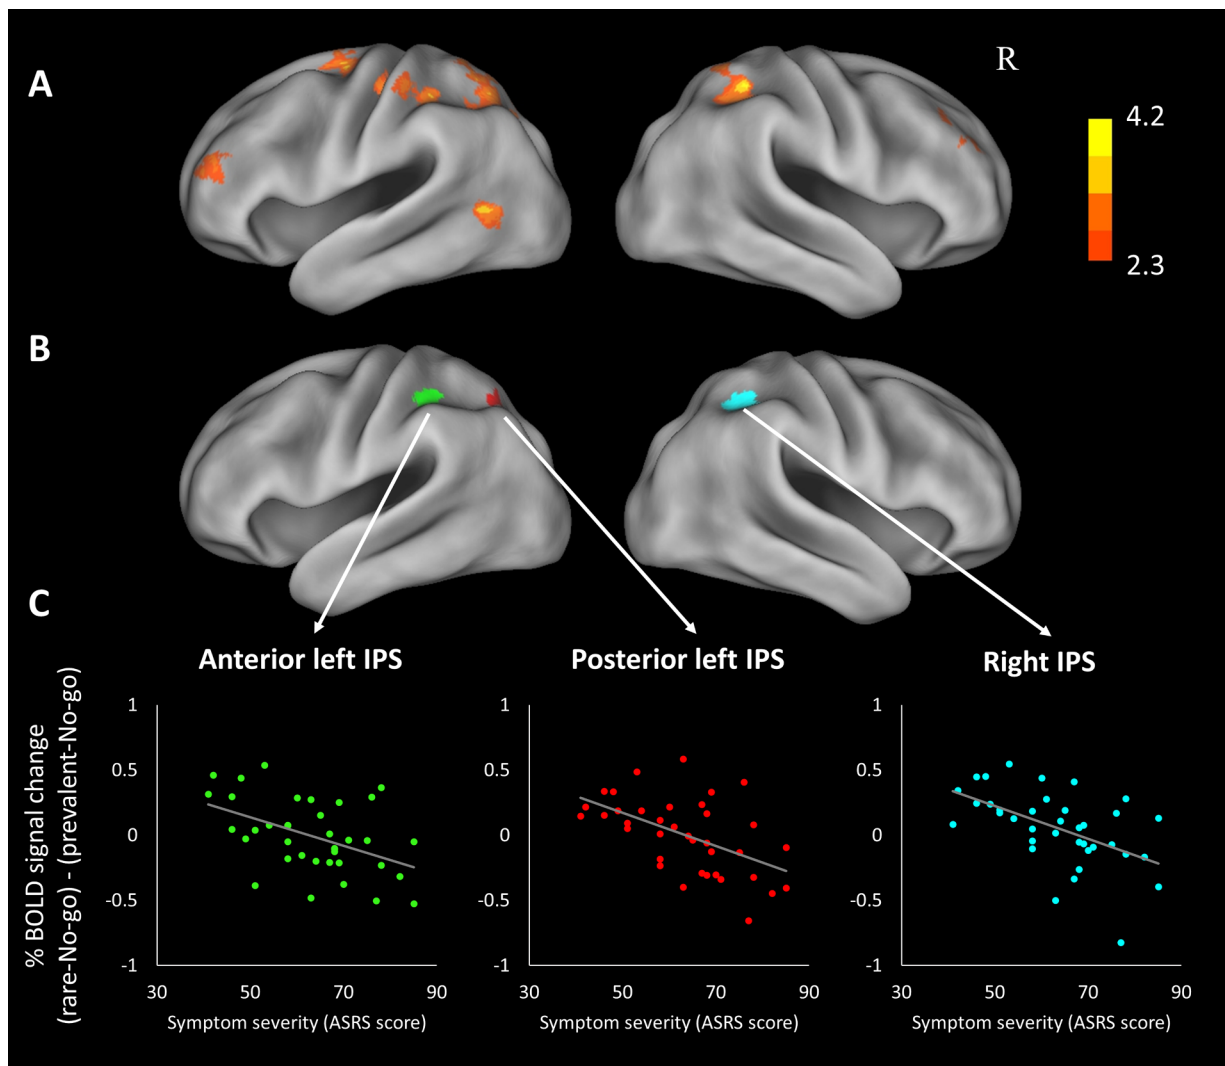 A
R
4.2
2.3
B
C
Anterior left IPS
Posterior left IPS
Right IPS
% BOLD signal change
(rare-No-go) - (prevalent-No-go)
1
0.5
0
-0.5
-1
30 50 70 90
Symptom severity (ASRS score)
1
0.5
0
-0.5
-1
30 50 70 90
Symptom severity (ASRS score)
1
0.5
0
-0.5
-1
30 50 70 90
Symptom severity (ASRS score)